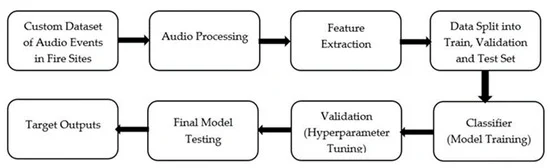 Custom Dataset
of Audio Events
in Fire Sites
Audio Processing
Feature
Extraction
Data Split into
Train, Validation
and Test Set
Classifier
(Model Training)
Validation
(Hyperparameter
Tuning)
Final Model
Testing
Target Outputs